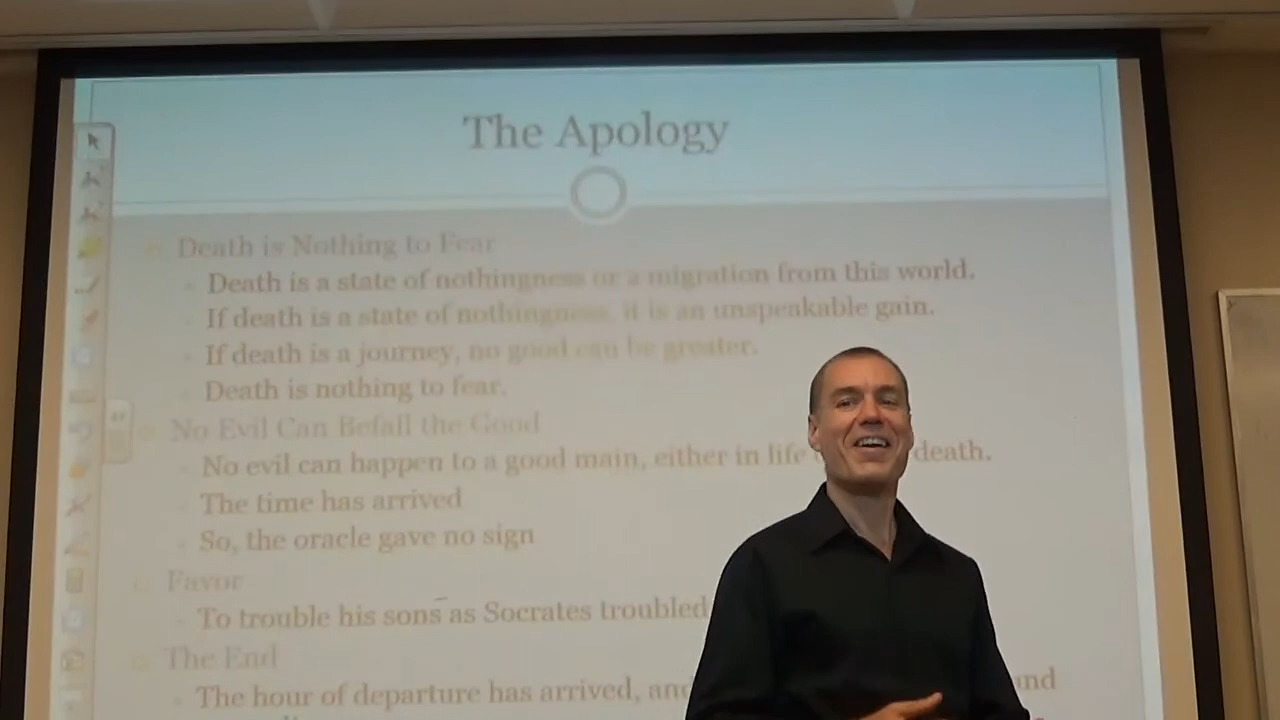 The Apology
Death is Nothing to Fear
Death is a state of nothingness or a migration from this world.
If death is a state of nothingness, it is an unspeakable gain.
If death is a journey, no good can be greater.
Death is nothing to fear.
No Evil Can Befall the Good
No evil can happen to a good main, either in life death.
The time has arrived
So, the oracle gave no sign
Favor
To trouble his sons as Socrates troubled
The End
The hour of departure has arrived, and